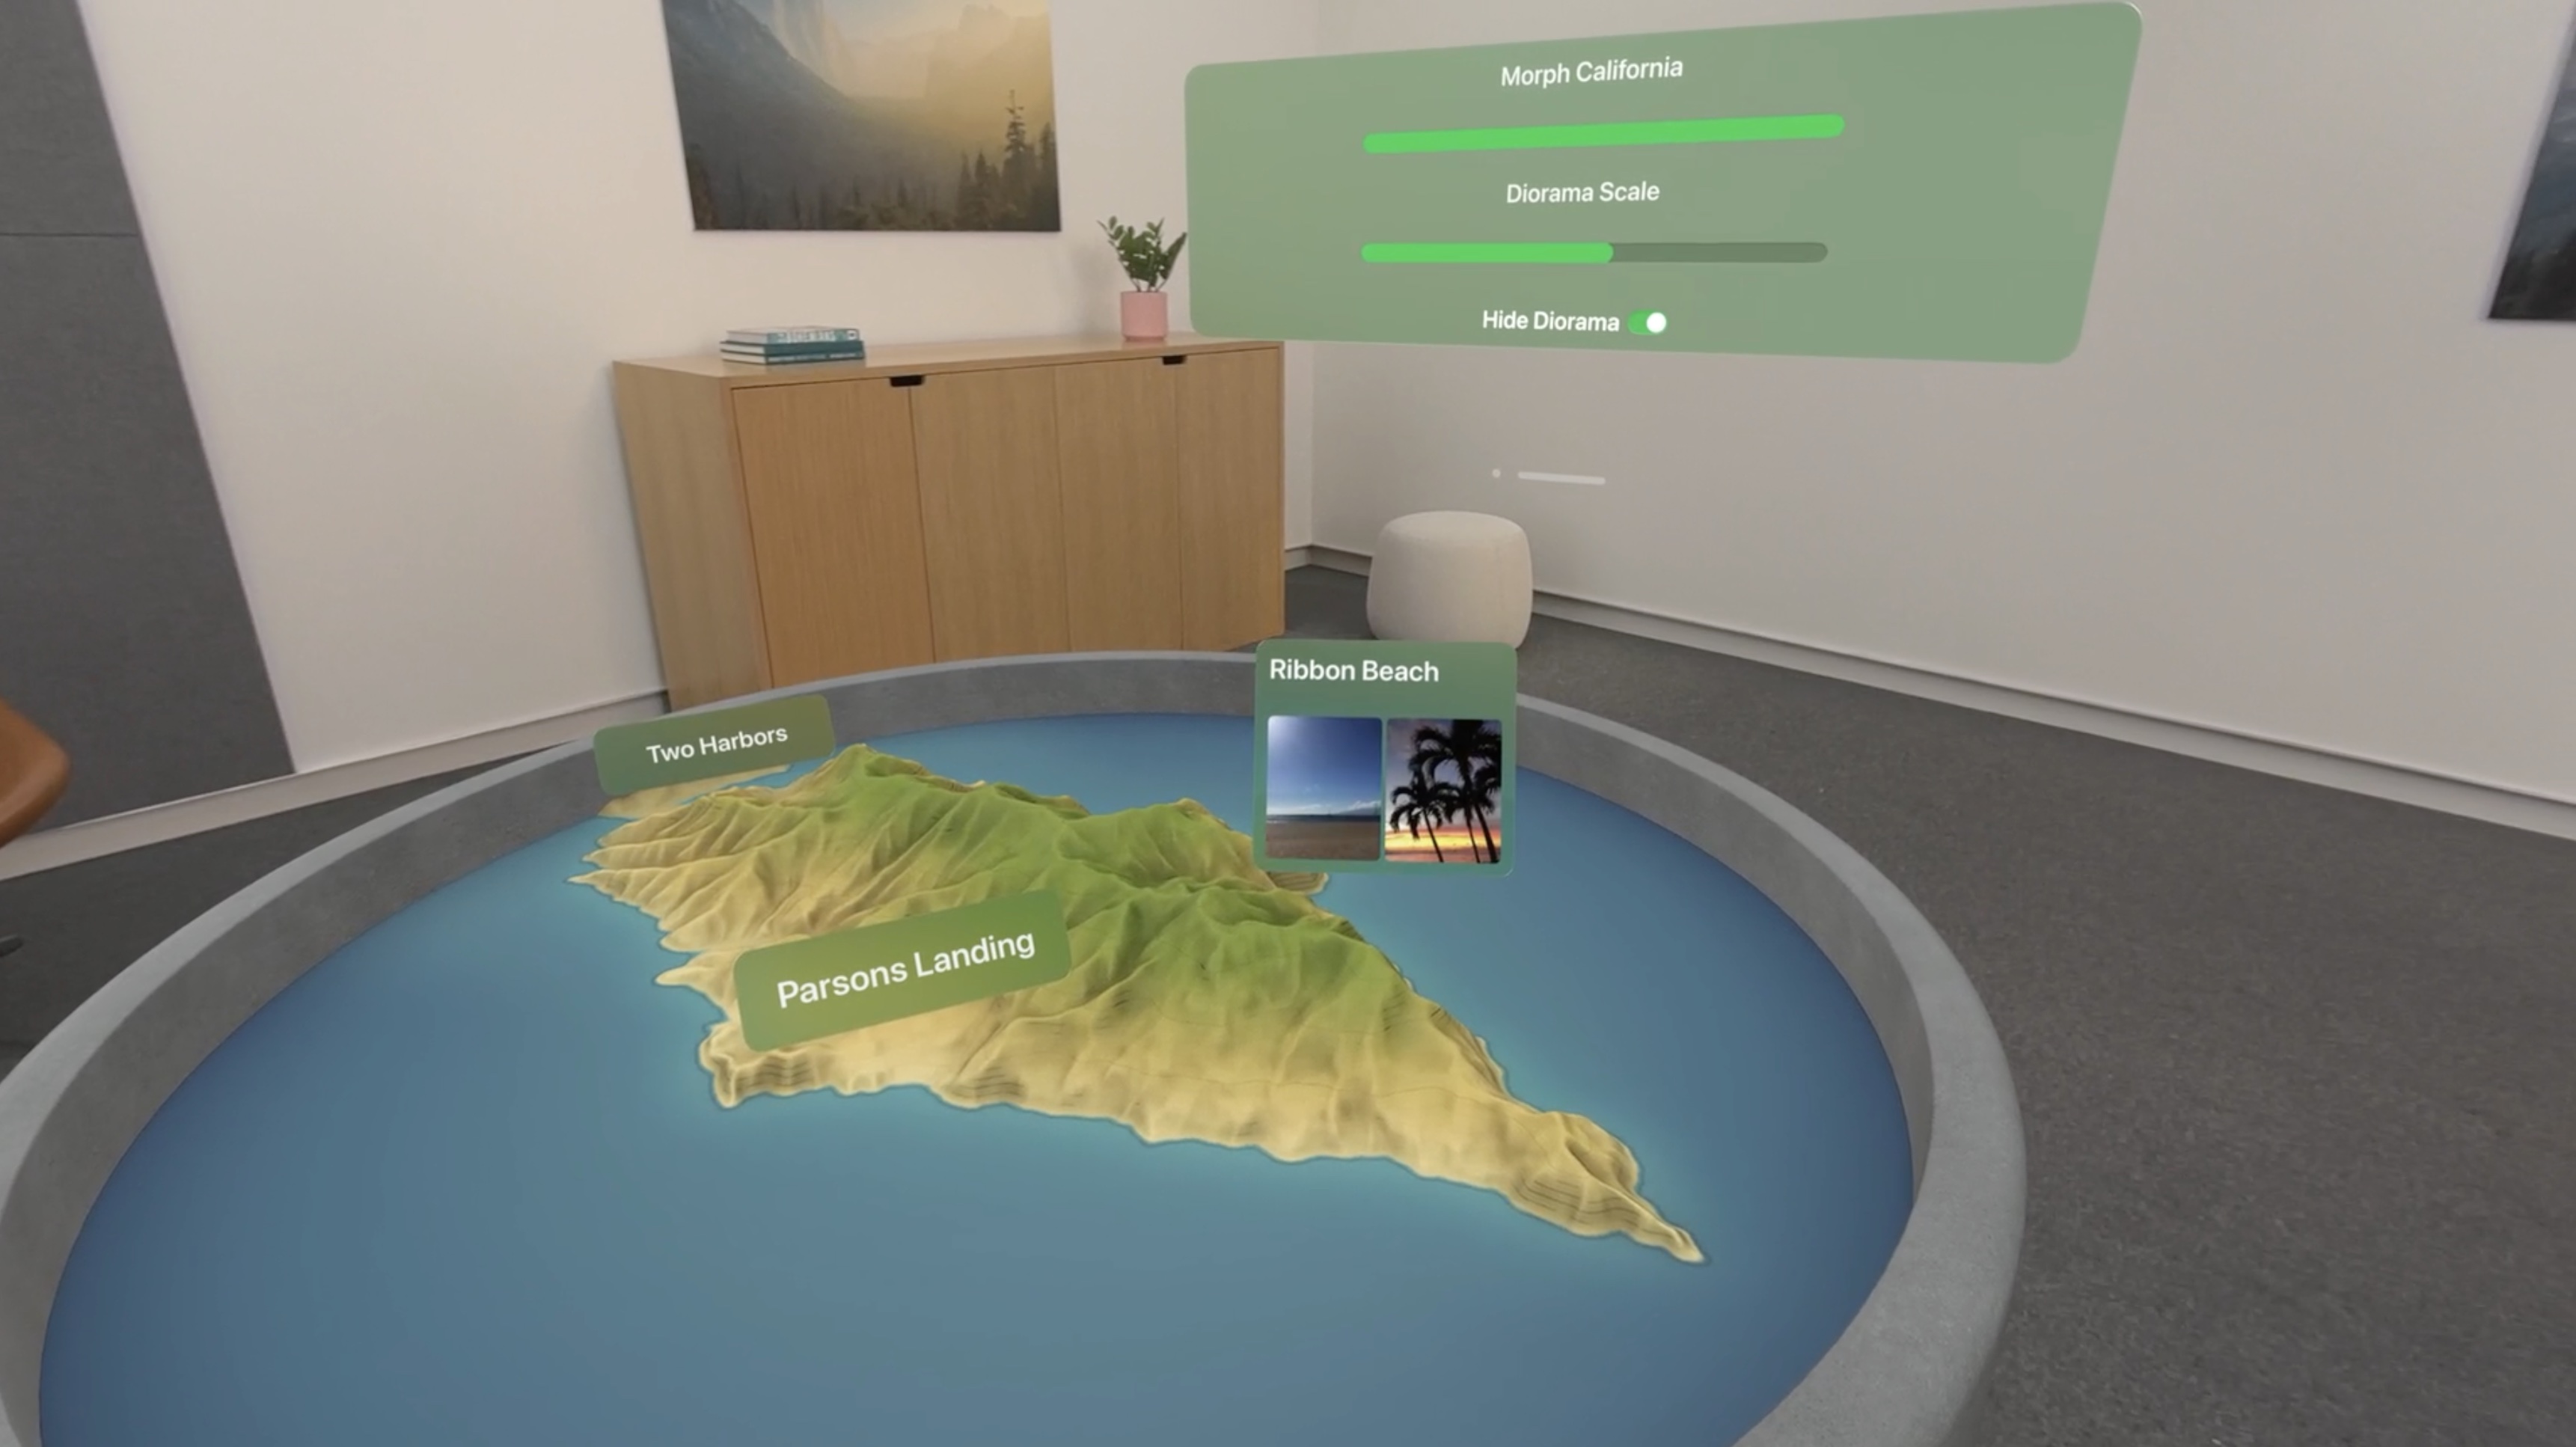 Morph California
Diorama Scale
Hide Diorama
Ribbon Beach
Two Harbors
Parsons Landing